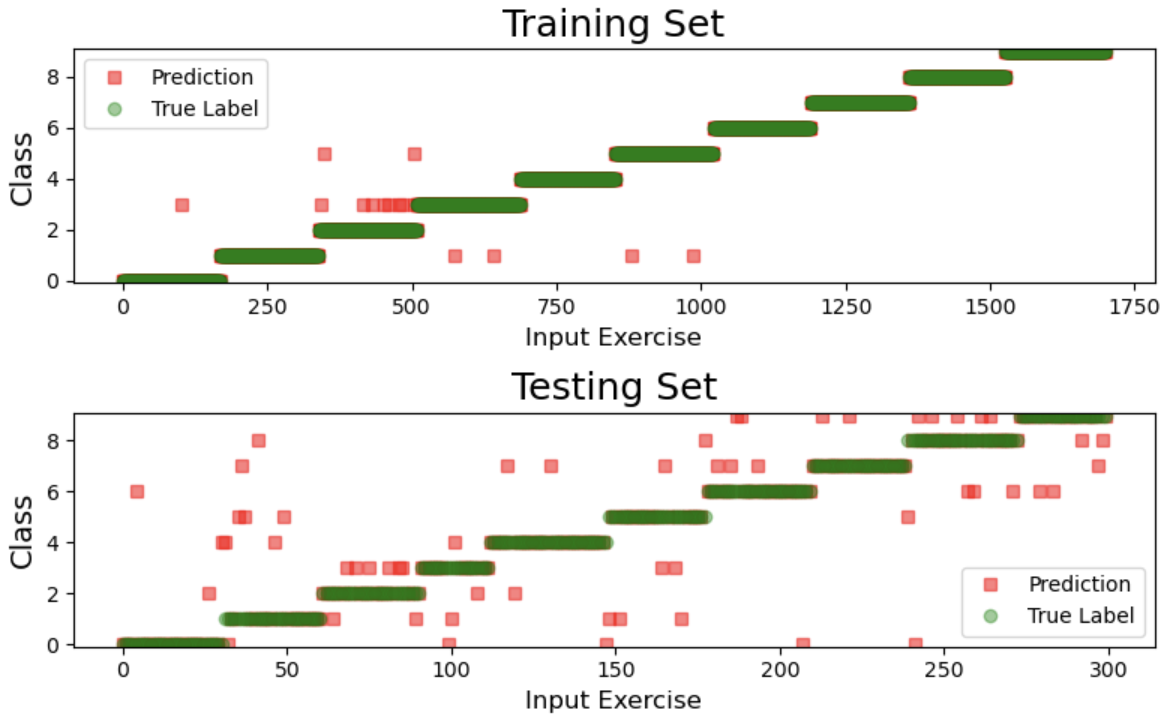 Training Set
Prediction
True Label
8
6
4
2
0
Class
0 250 500 750 1000 1250 1500 1750
Input Exercise
Testing Set
8
6
4
2
0
Class
Prediction
True Label
0 50 100 150 200 250 300
Input Exercise